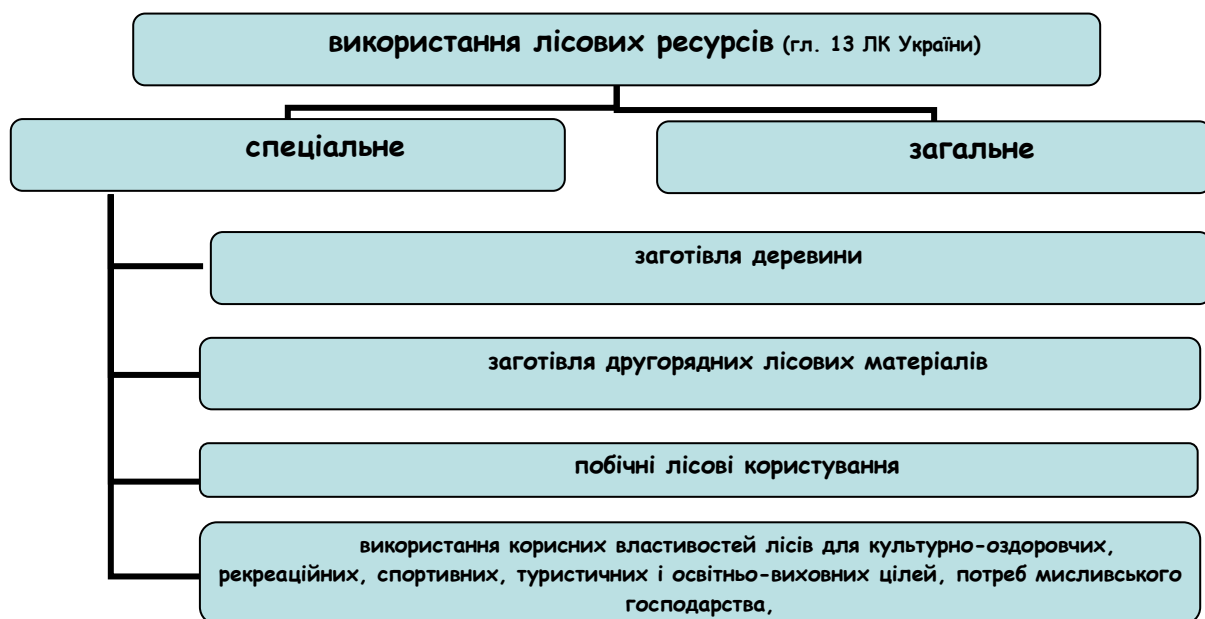 використання лісових ресурсів (гл. 13 ЛК України)
спеціальне
загальне
заготівля деревини
заготівля другорядних лісових матеріалів
побічні лісові користування
використання корисних властивостей лісів для культурно-оздоровчих,
рекреаційних, спортивних, туристичних і освітньо-виховних цілей, потреб мисливського
господарства,